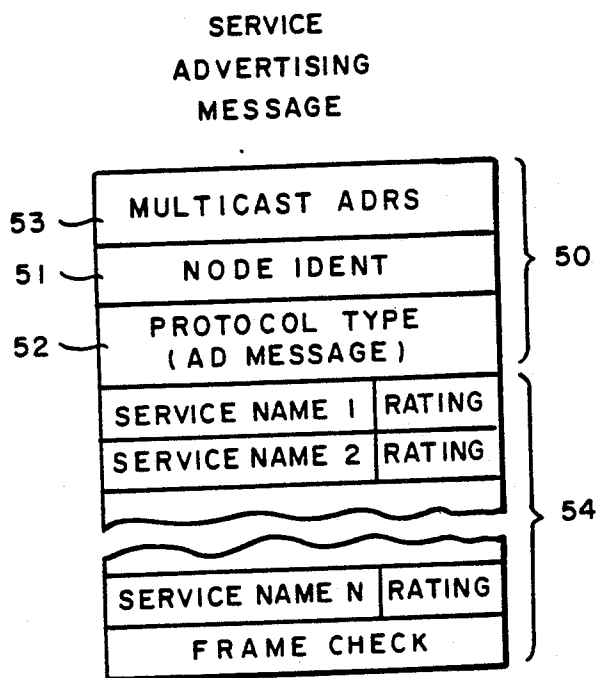 SERVICE
ADVERTISING
MESSAGE
53 MULTICAST ADRS
51 NODE IDENT 50
52 PROTOCOL TYPE
(AD MESSAGE)
SERVICE NAME 1 RATING
SERVICE NAME 2 RATING
54
SERVICE NAME N RATING
FRAME CHECK